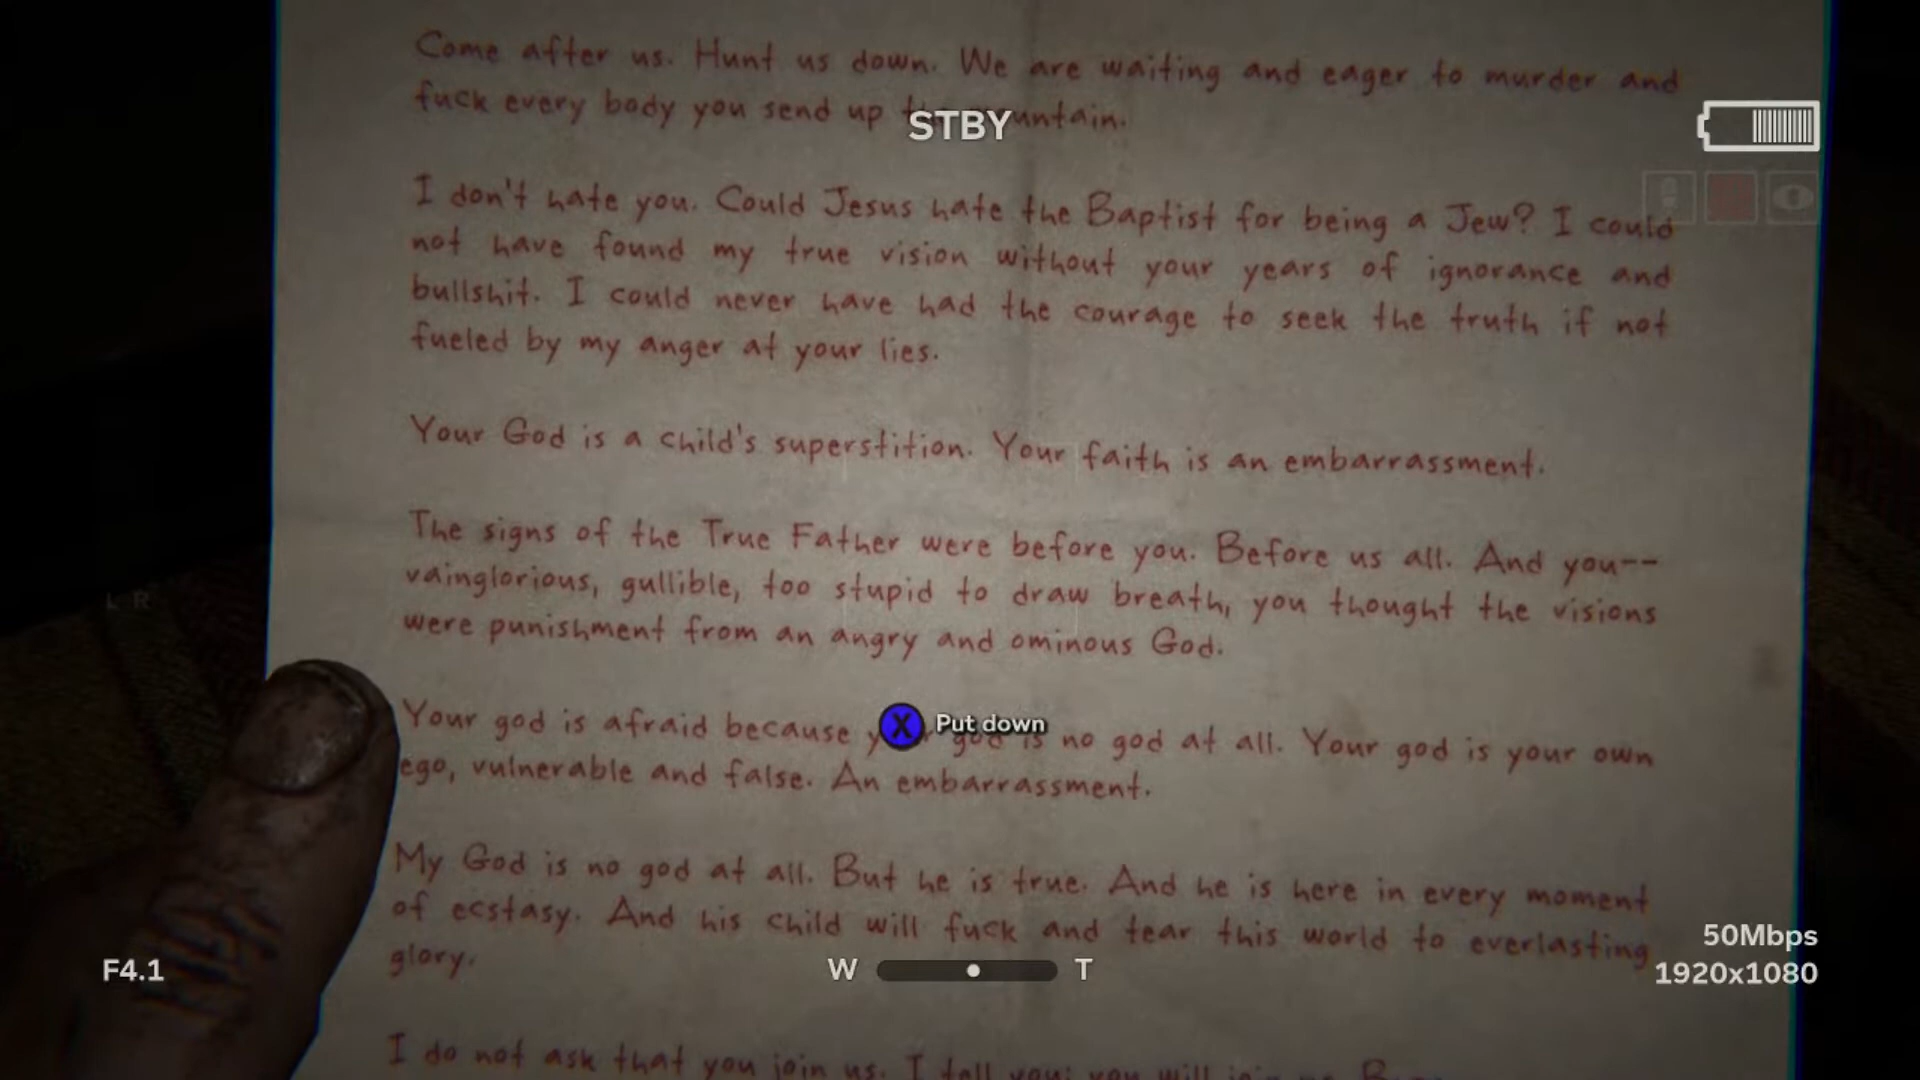 Come after us. Hunt us down. We are waiting and eager to murder and
fuck every body you send up untain.
STBY
I don't hate you. Could Jesus hate the Baptist for being a Jew? I could
not have found my true vision without your years of ignorance and
bullshit. I could never have had the courage to seek the truth if not
fueled by my anger at your lies.
Your God is a child's superstition. Your faith is an embarrassment.
The signs of the True Father were before you. Before us all. And you--
vainglorious, gullible, too stupid to draw breath, you thought the visions
were punishment from an angry and ominous God.
L R
Your god is afraid because your god is no god at all. Your god is your own
X Put down
ego, vulnerable and false. An embarrassment.
My God is no god at all. But he is true. And he is here in every moment
of ecstasy. And his child will fuck and tear this world to everlasting
glory.
50Mbps
F4.1
W T
1920x1080
I do not ask that you join us. I tell you: you will join